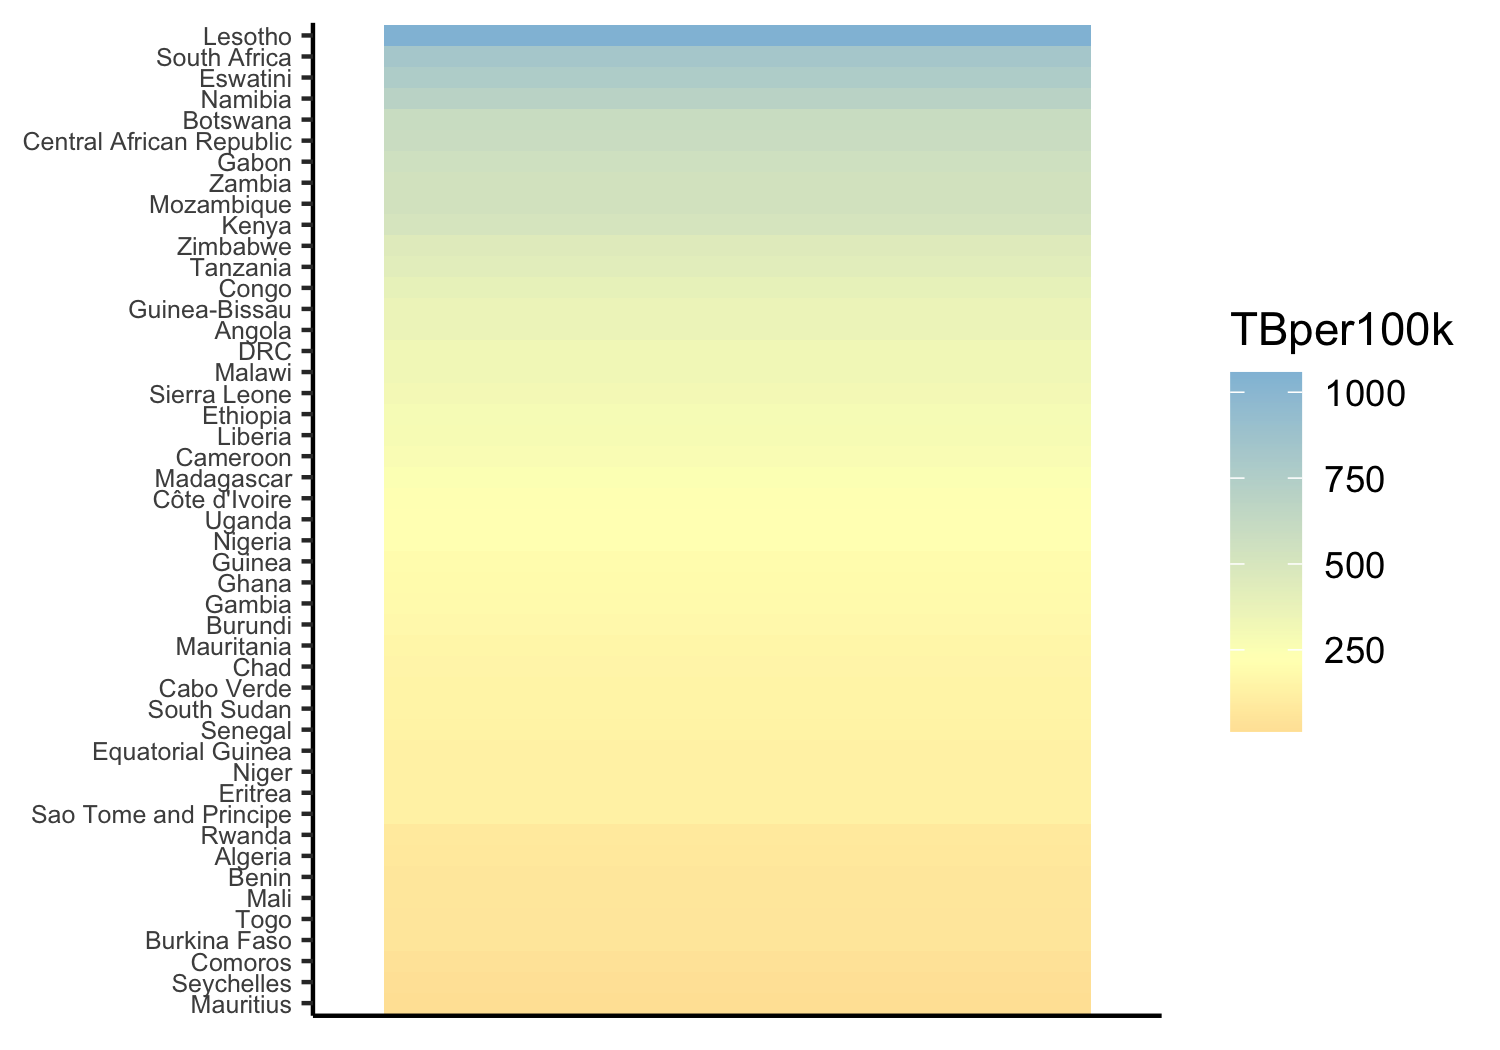 Lesotho
South Africa
Eswatini
Namibia
Botswana
Central African Republic
Gabon
Zambia
Mozambique
Kenya
Zimbabwe
Tanzania
Congo
Guinea-Bissau
Angola
DRC
Malawi
Sierra Leone
Ethiopia
Liberia
Cameroon
Madagascar
Côte d'Ivoire
Uganda
Nigeria
Guinea
Ghana
Gambia
Burundi
Mauritania
Chad
Cabo Verde
South Sudan
Senegal
Equatorial Guinea
Niger
Eritrea
Sao Tome and Principe
Rwanda
Algeria
Benin
Mali
Togo
Burkina Faso
Comoros
Seychelles
Mauritius
TBper100k
1000
750
500
250